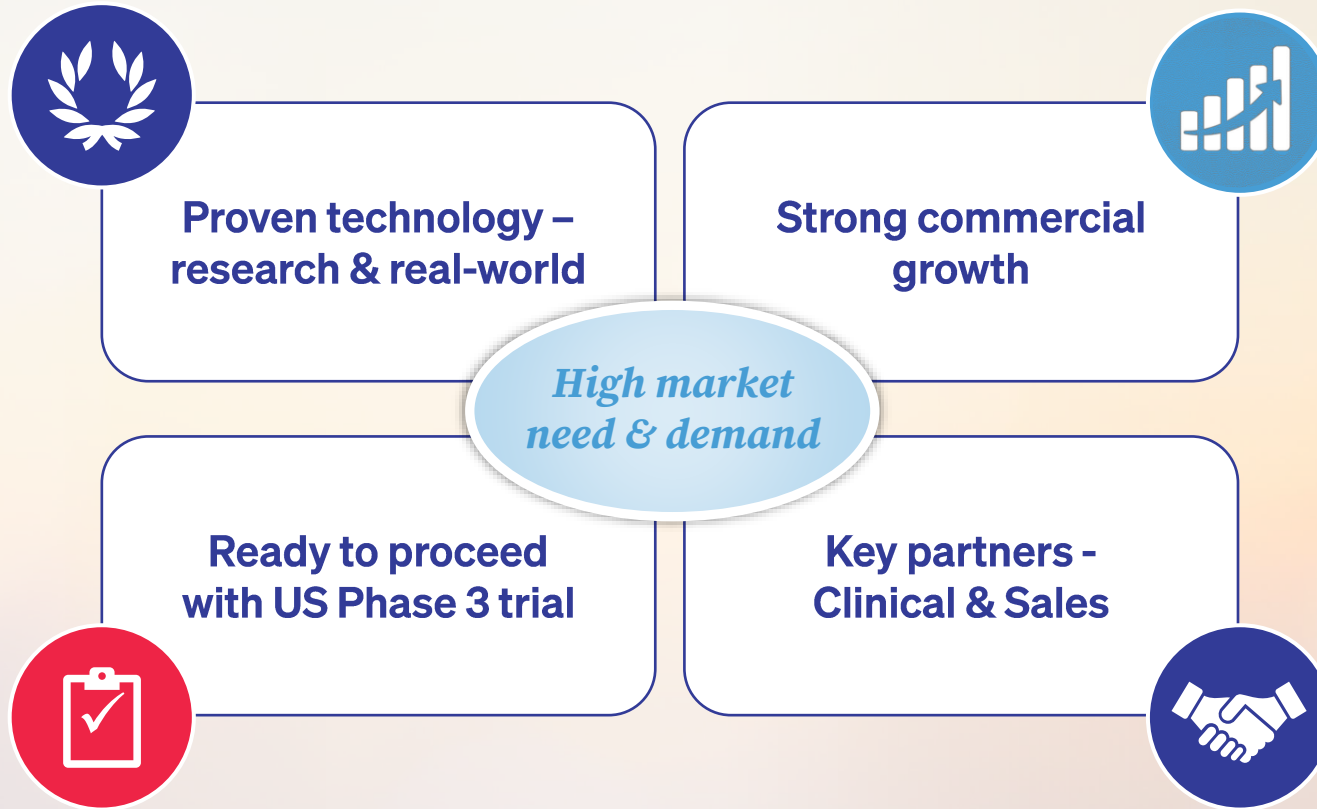 Proven technology –
research & real-world
Strong commercial
growth
High market
need & demand
Ready to proceed
with US Phase 3 trial
Key partners -
Clinical & Sales